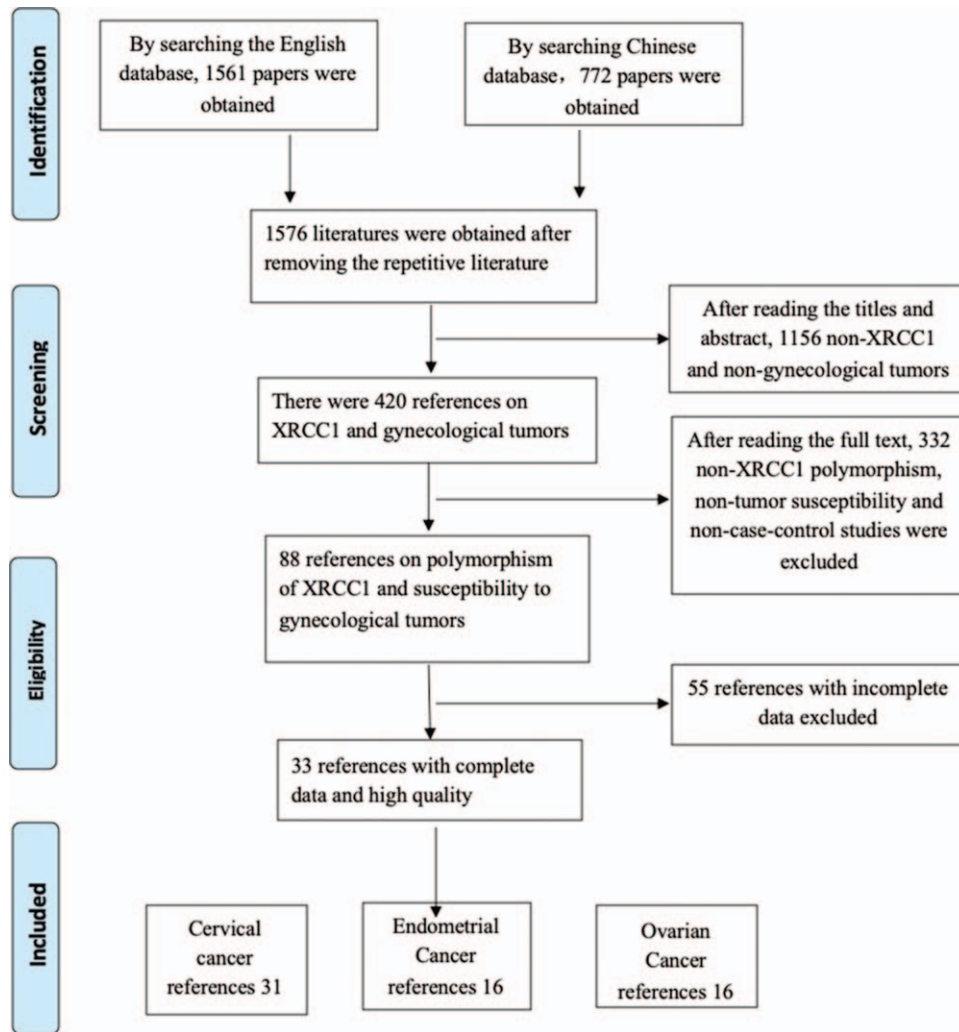 Identification
By searching the English
database, 1561 papers were
obtained
By searching Chinese
database， 772 papers were
obtained
1576 literatures were obtained after
removing the repetitive literature
Screening
After reading the titles and
abstract, 1156 non-XRCC1
and non-gynecological tumors
There were 420 references on
XRCC1 and gynecological tumors
After reading the full text, 332
non-XRCC1 polymorphism,
non-tumor susceptibility and
non-case-control studies were
excluded
Eligibility
88 references on polymorphism
of XRCC1 and susceptibility to
gynecological tumors
55 references with incomplete
data excluded
33 references with complete
data and high quality
Included
Cervical
cancer
references 31
Endometrial
Cancer
references 16
Ovarian
Cancer
references 16